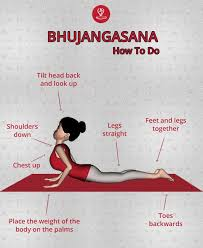 BHUJANGASANA
How To Do
Tilt head back
and look up
Shoulders
down
Legs
straight
Feet and legs
together
Chest up
Place the weight of the
body on the palms
Toes
backwards